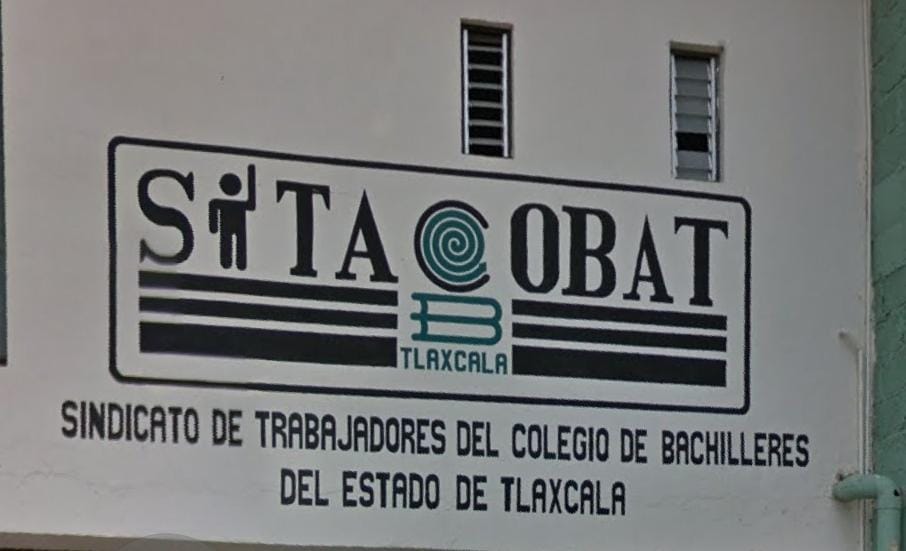 SITACOBAT
TLAXCALA
SINDICATO DE TRABAJADORES DEL COLEGIO DE BACHILLERES
DEL ESTADO DE TLAXCALA